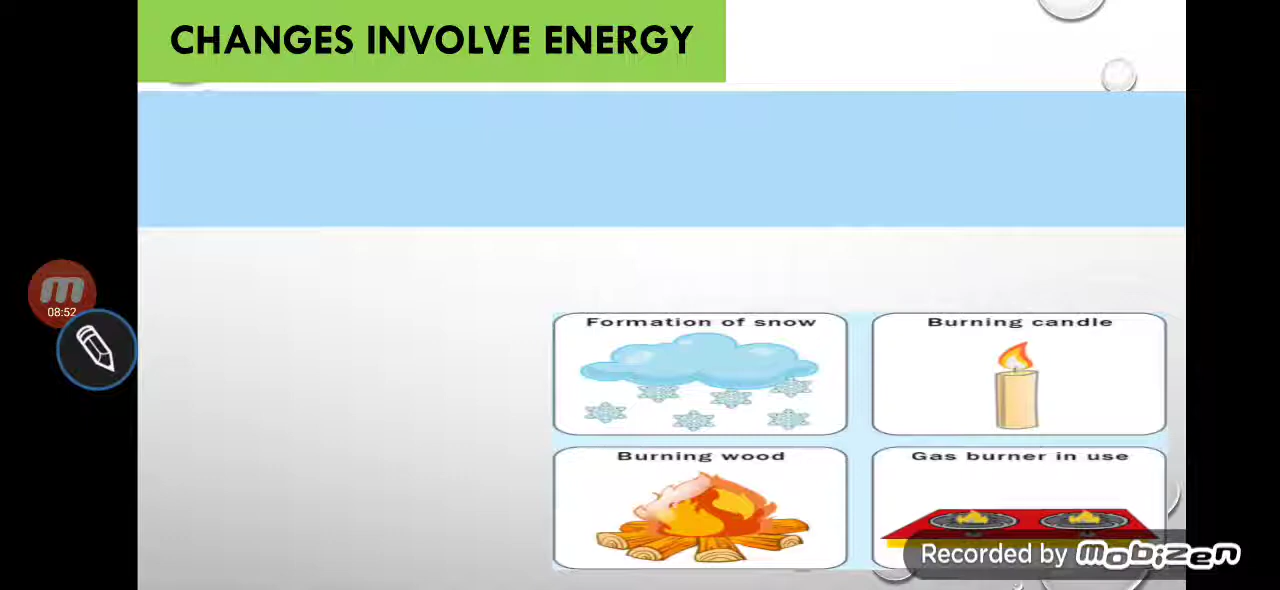 CHANGES INVOLVE ENERGY
08:52
Formation of snow
Burning candle
Burning wood
Gas burner in use
Recorded by mobizen